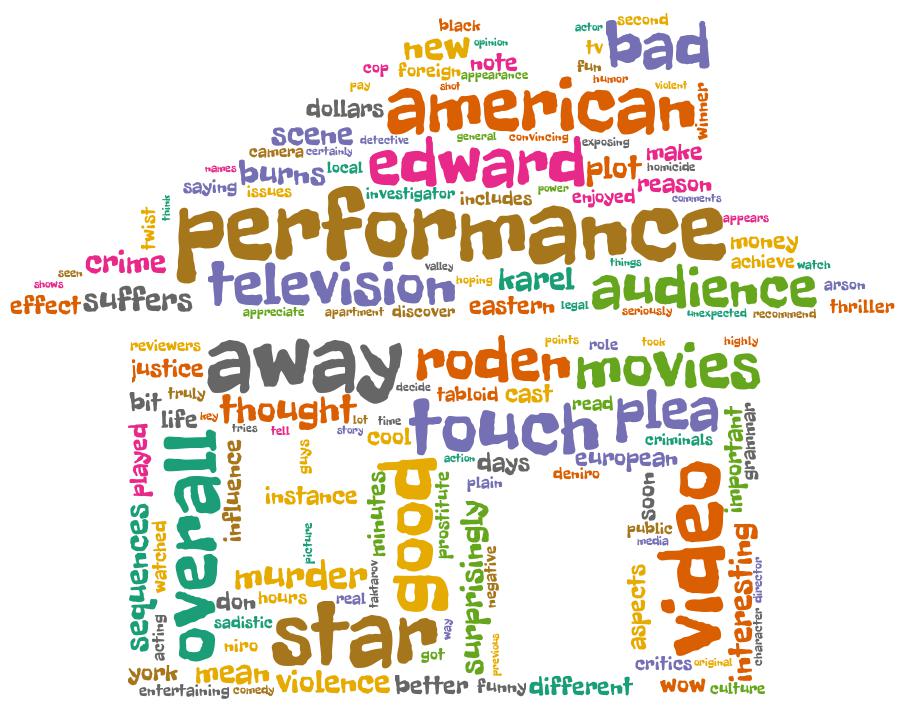 black
second
actor
new
opinion
tv
bad
cop
foreign
note
appearance
fun
humor
pay
shot
violent
dollars
american
winner
scene
detective
general
convincing
exposing
camera
certainly
edward
plot
make
homicide
names
burns
local
saying
issues
investigator
includes
power
enjoyed
reason
comments
twist
think
performance
appears
money
crime
seen
shows
television
valley
hoping
karel
things
audience
achieve
watch
arson
effect
suffers
appreciate
apartment
discover
eastern
legal
seriously
unexpected
recommend
thriller
reviewers
away
roden
points
role
took
highly
justice
decide
movies
bit
truly
tabloid
cast
read
plea
life
key
thought
lot
time
touch
tries
tell
story
cool
criminals
important
grammar
played
overall
influence
guys
action
days
european
plain
deniro
instance
minutes
good
prostitute
surprisingly
soon
video
sequences
watched
picture
public
media
murder
taktarov
negative
interesting
don
hours
real
aspects
director
acting
sadistic
star
way
character
niro
got
previous
critics
original
york
mean
violence
better
funny
different
wow
culture
entertaining
comedy